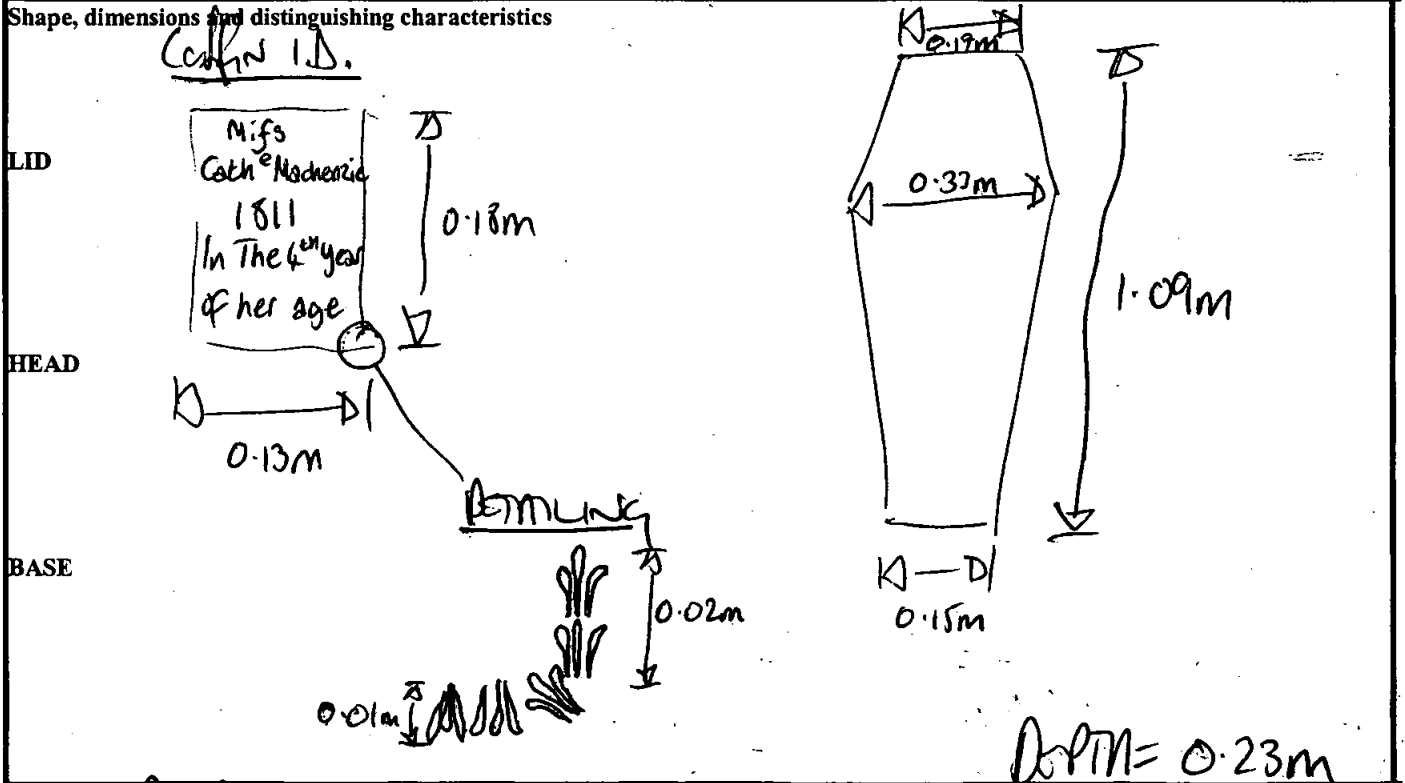 Shape, dimensions and distinguishing characteristics
Coffin I.D.
LID
Mifs
Cathᵉ Mackenzie
1811
In The 4ᵗʰ year
of her age
0.18m
HEAD
0.13m
DETAILING
BASE
0.02m
0.01m
0.19m
0.33m
1.09m
0.15m
DEPTH= 0.23m